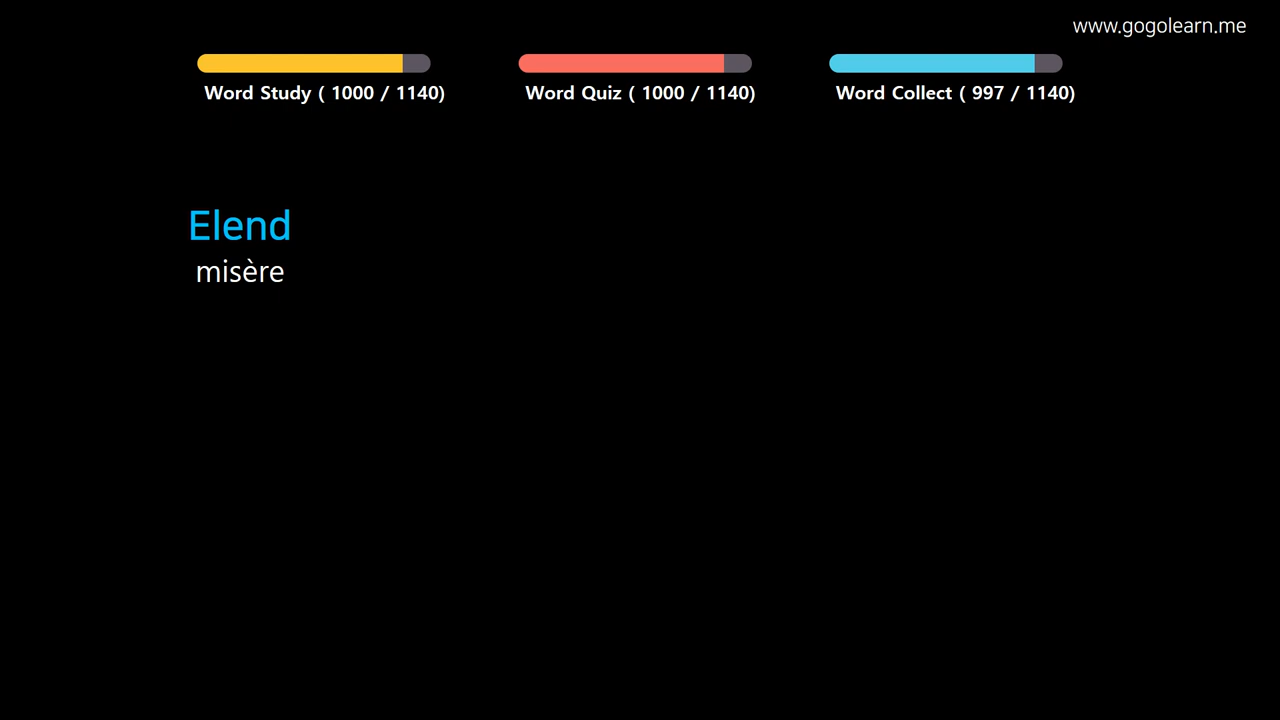 www.gogolearn.me
Word Study ( 1000 / 1140)
Word Quiz ( 1000 / 1140)
Word Collect ( 997 / 1140)
Elend
misère